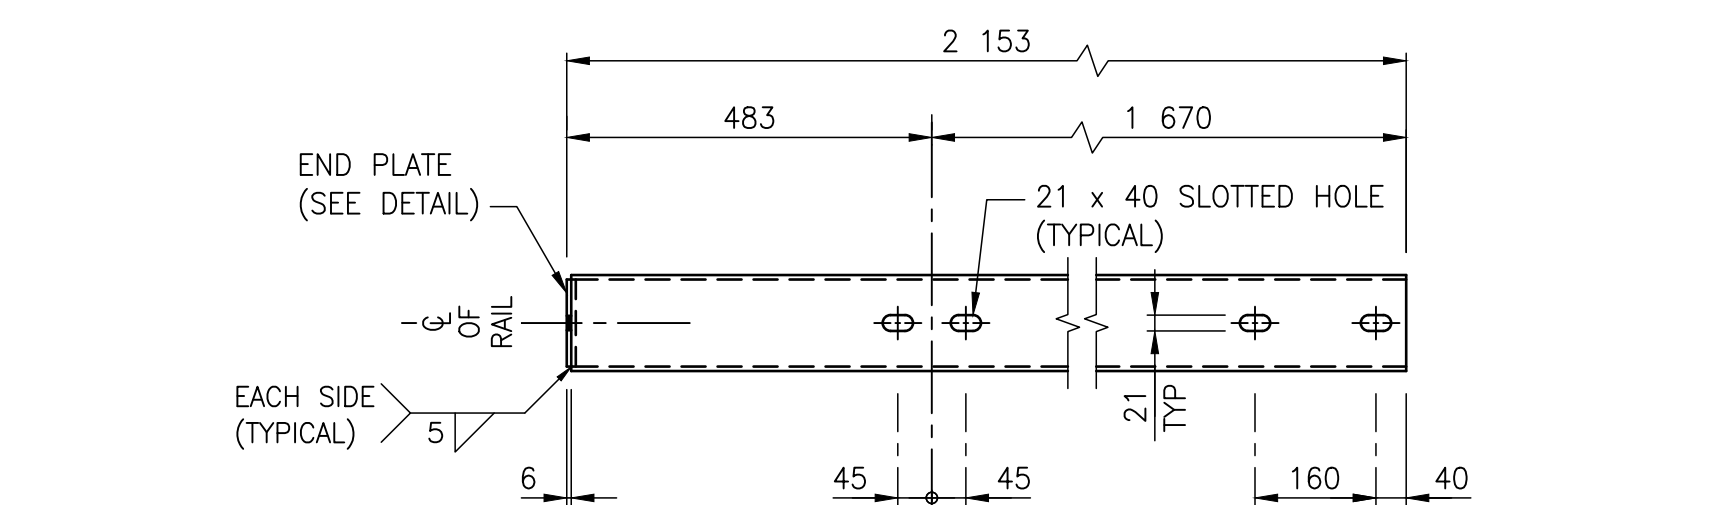 2 153
483
1 670
END PLATE
(SEE DETAIL)
21 x 40 SLOTTED HOLE
(TYPICAL)
℄
OF
RAIL
EACH SIDE
(TYPICAL)
5
21
TYP
6
45
45
160
40